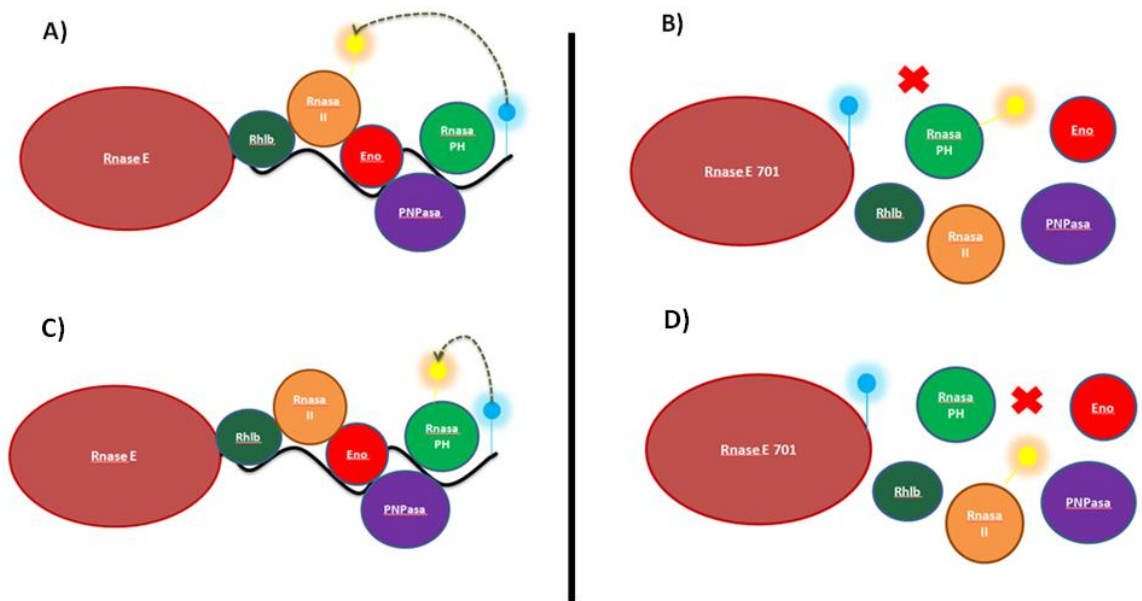 A)
Rnase E
Rhlb
Rnasa
II
Eno
Rnasa
PH
PNPasa
B)
Rnase E 701
Rnasa
PH
Eno
Rhlb
Rnasa
II
PNPasa
C)
Rnase E
Rhlb
Rnasa
II
Eno
Rnasa
PH
PNPasa
D)
Rnase E 701
Rnasa
PH
Eno
Rhlb
Rnasa
II
PNPasa